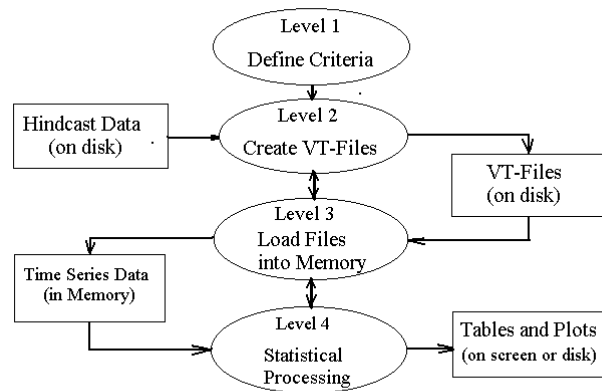 Level 1
Define Criteria
Hindcast Data
(on disk)
Level 2
Create VT-Files
VT-Files
(on disk)
Level 3
Load Files
into Memory
Time Series Data
(in Memory)
Level 4
Statistical
Processing
Tables and Plots
(on screen or disk)